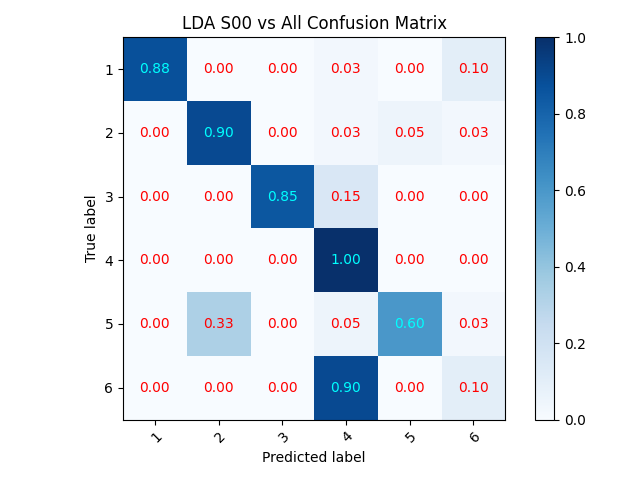 LDA S00 vs All Confusion Matrix
True label
1 0.88 0.00 0.00 0.03 0.00 0.10
2 0.00 0.90 0.00 0.03 0.05 0.03
3 0.00 0.00 0.85 0.15 0.00 0.00
4 0.00 0.00 0.00 1.00 0.00 0.00
5 0.00 0.33 0.00 0.05 0.60 0.03
6 0.00 0.00 0.00 0.90 0.00 0.10
1 2 3 4 5 6
Predicted label
1.0
0.8
0.6
0.4
0.2
0.0